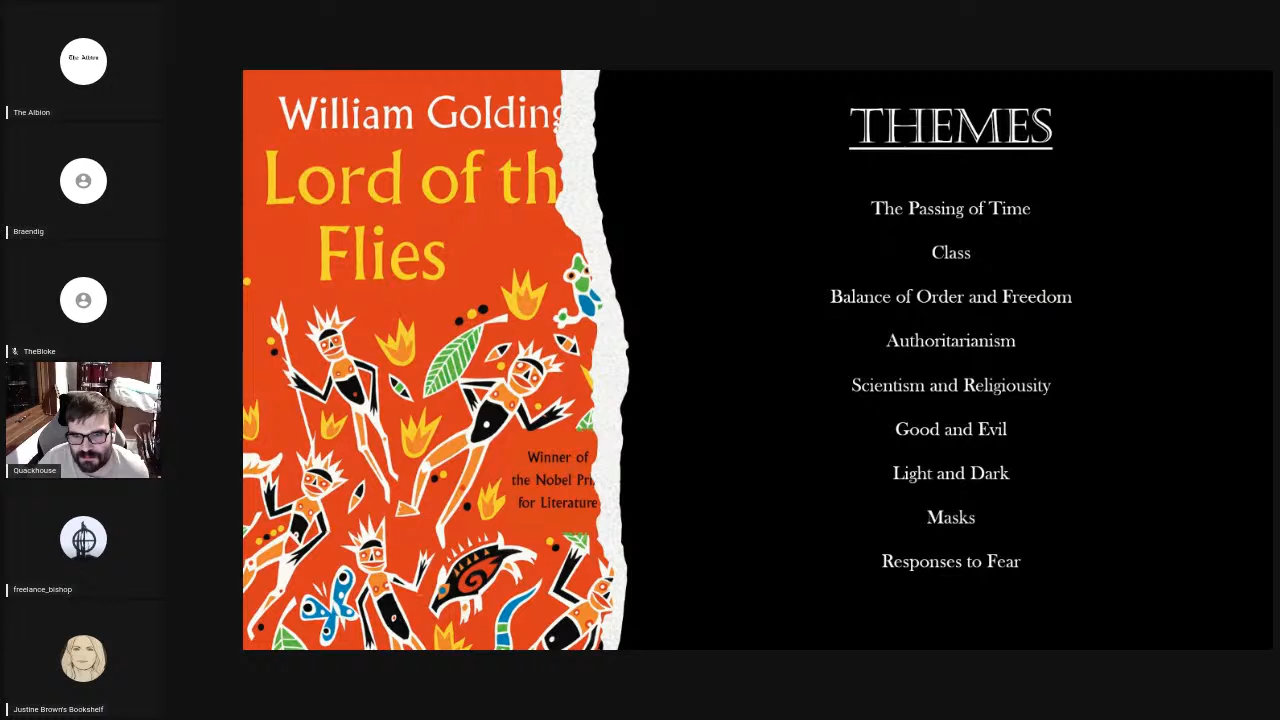 The Albion
The Albion
Braendig
TheBloke
Quackhouse
freelance_bishop
Justine Brown's Bookshelf
William Golding
Lord of th
Flies
Winner of
the Nobel Pri
for Literature
THEMES
The Passing of Time
Class
Balance of Order and Freedom
Authoritarianism
Scientism and Religiousity
Good and Evil
Light and Dark
Masks
Responses to Fear